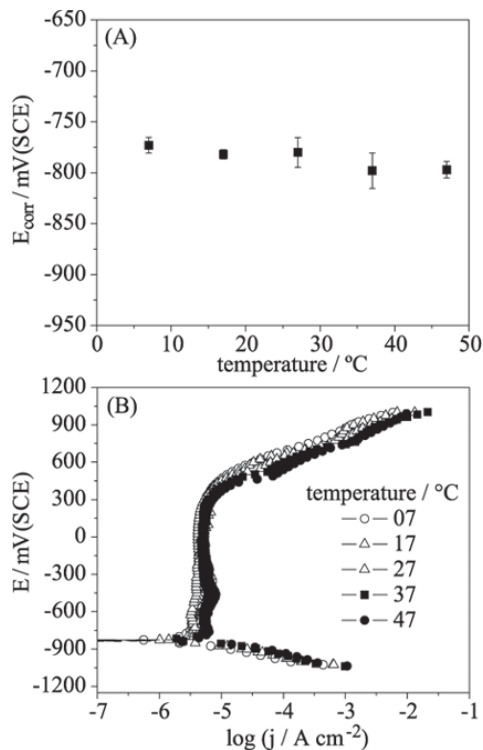 (A)
-650
-700
-750
-800
-850
-900
-950
E_corr / mV(SCE)
0 10 20 30 40 50
temperature / ºC
(B)
1200
900
600
300
0
-300
-600
-900
-1200
E / mV(SCE)
temperature / °C
07
17
27
37
47
-7 -6 -5 -4 -3 -2 -1
log (j / A cm⁻²)